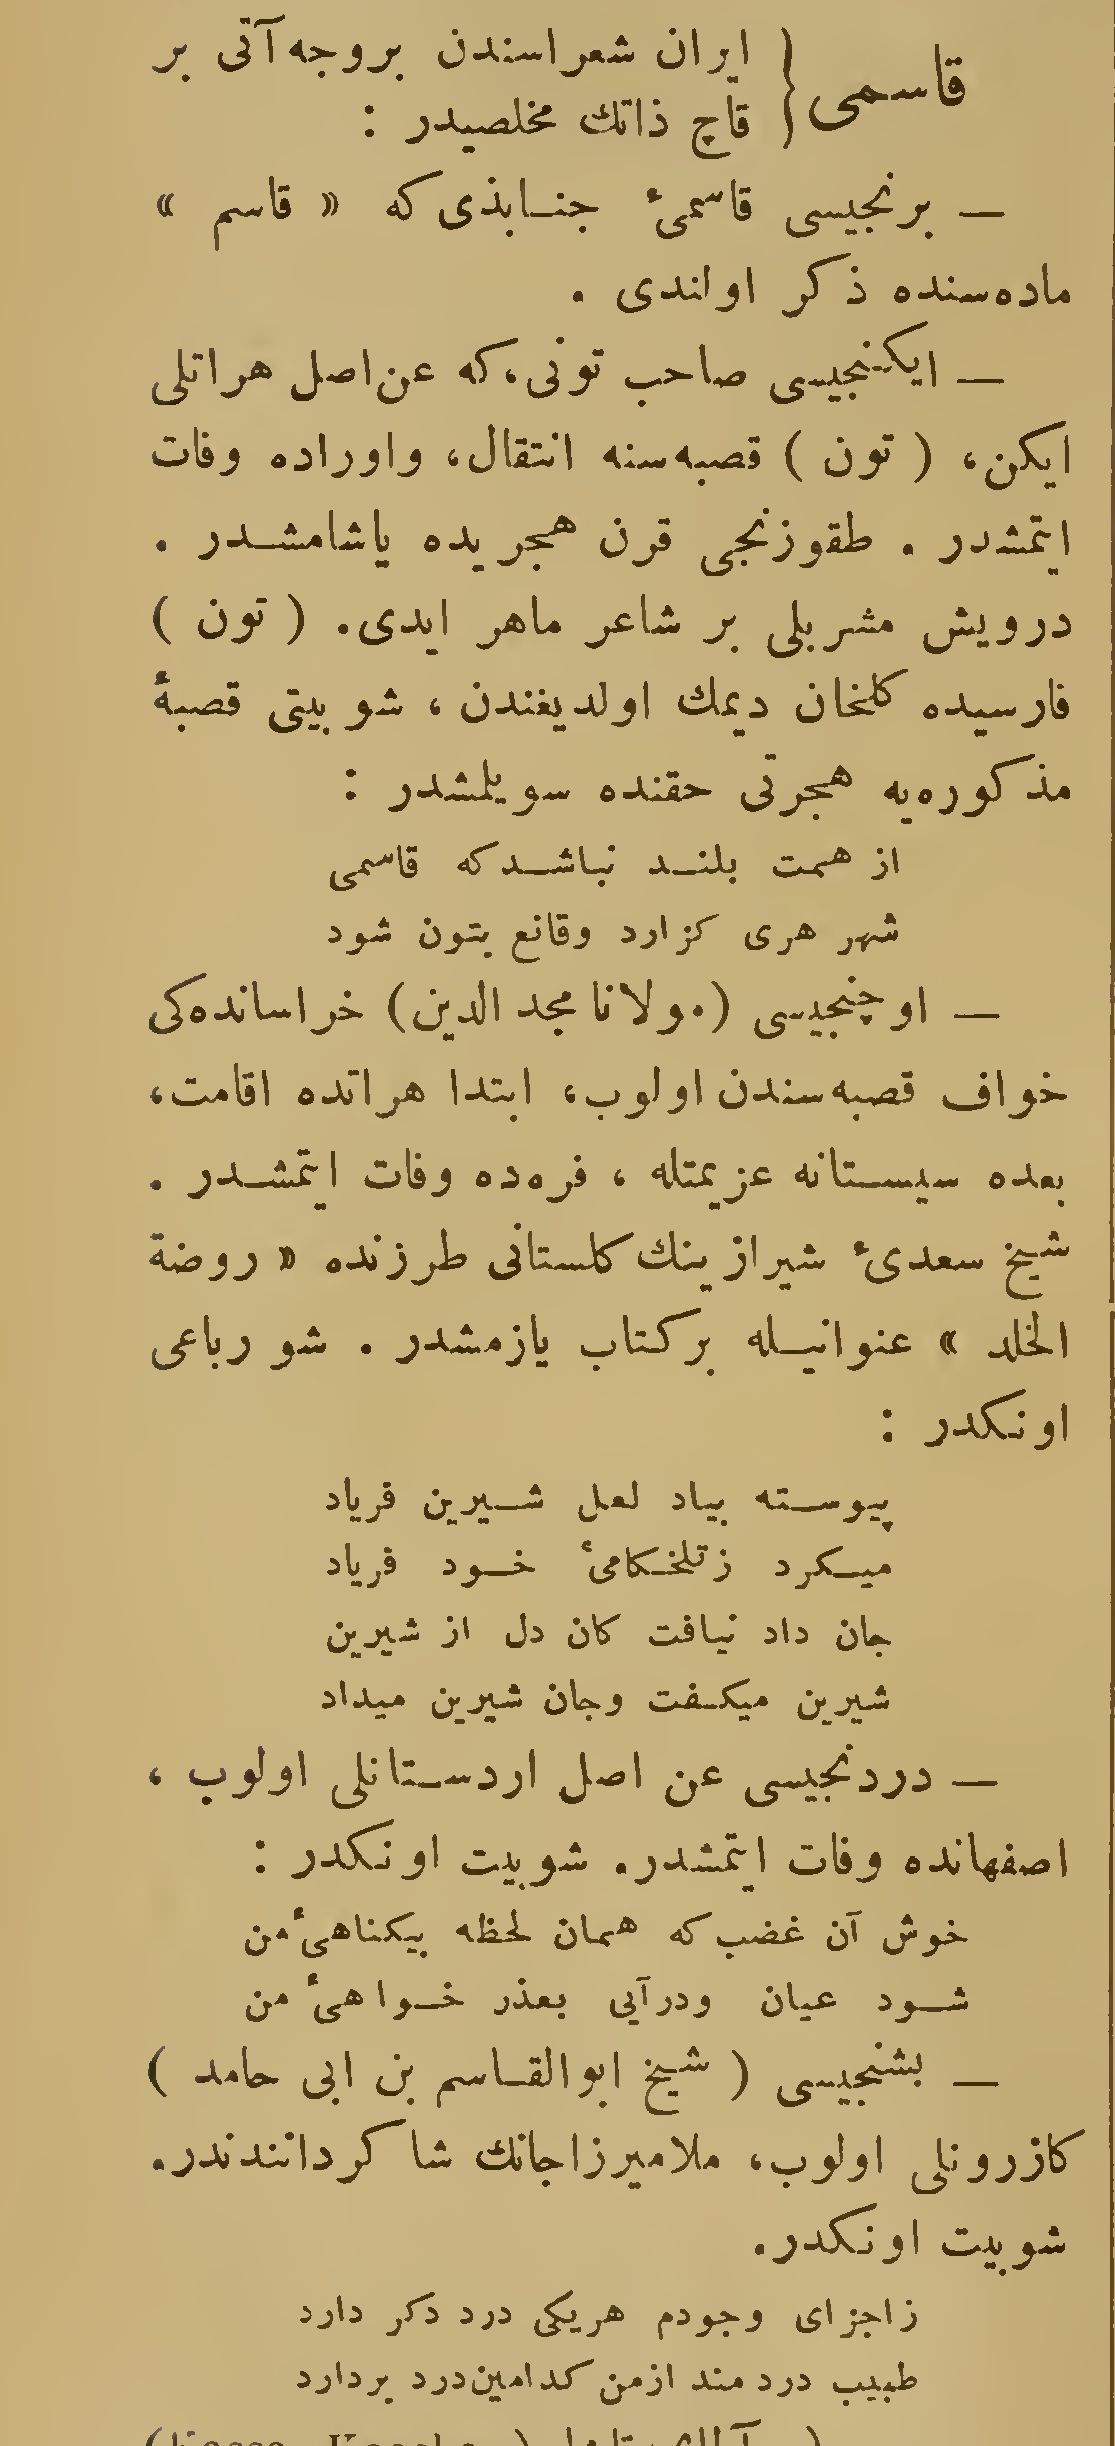 قاسمی { ایران شعراسندن بروجه آتی بر
قاچ ذاتك مخلصیدر :
— برنجیسی قاسمیٔ جنابذی که « قاسم »
ماده‌سنده ذکر اولندی .
— ایکنجیسی صاحب تونی، که عن اصل هراتلی
ایکن، ( تون ) قصبه‌سنه انتقال، واوراده وفات
ایتمشدر . طقوزنجی قرن هجریده یاشامشدر .
درویش مشربلی بر شاعر ماهر ایدی. ( تون )
فارسیده کلخان دیمك اولدیغندن ، شو بیتی قصبهٔ
مذکوره‌یه هجرتی حقنده سویلمشدر :
از همت بلند نباشد که قاسمی
شهر هری کزارد وقانع بتون شود
— اوچنجیسی (مولانا مجد الدین) خراسانده‌کی
خواف قصبه‌سندن اولوب، ابتدا هراتده اقامت،
بعده سیستانه عزیمتله ، فره‌ده وفات ایتمشدر .
شیخ سعدیٔ شیرازینك کلستانی طرزنده « روضة
الخلد » عنوانیله برکتاب یازمشدر . شو رباعی
اونکدر :
پیوسته بیاد لعل شیرین فریاد
میکرد زتلخکامیٔ خود فریاد
جان داد نیافت کان دل از شیرین
شیرین میکفت وجان شیرین میداد
— دردنجیسی عن اصل اردستانلی اولوب ،
اصفهانده وفات ایتمشدر. شوبیت اونکدر :
خوش آن غضب که همان لحظه بیکناهیٔ من
شود عیان ودرآیی بعذر خواهیٔ من
— بشنجیسی ( شیخ ابوالقاسم بن ابی حامد )
کازرونلی اولوب، ملامیرزاجانك شاکرداننددر.
شوبیت اونکدر.
زاجزای وجودم هریکی درد دکر دارد
طبیب درد مند ازمن کدامین درد بردارد